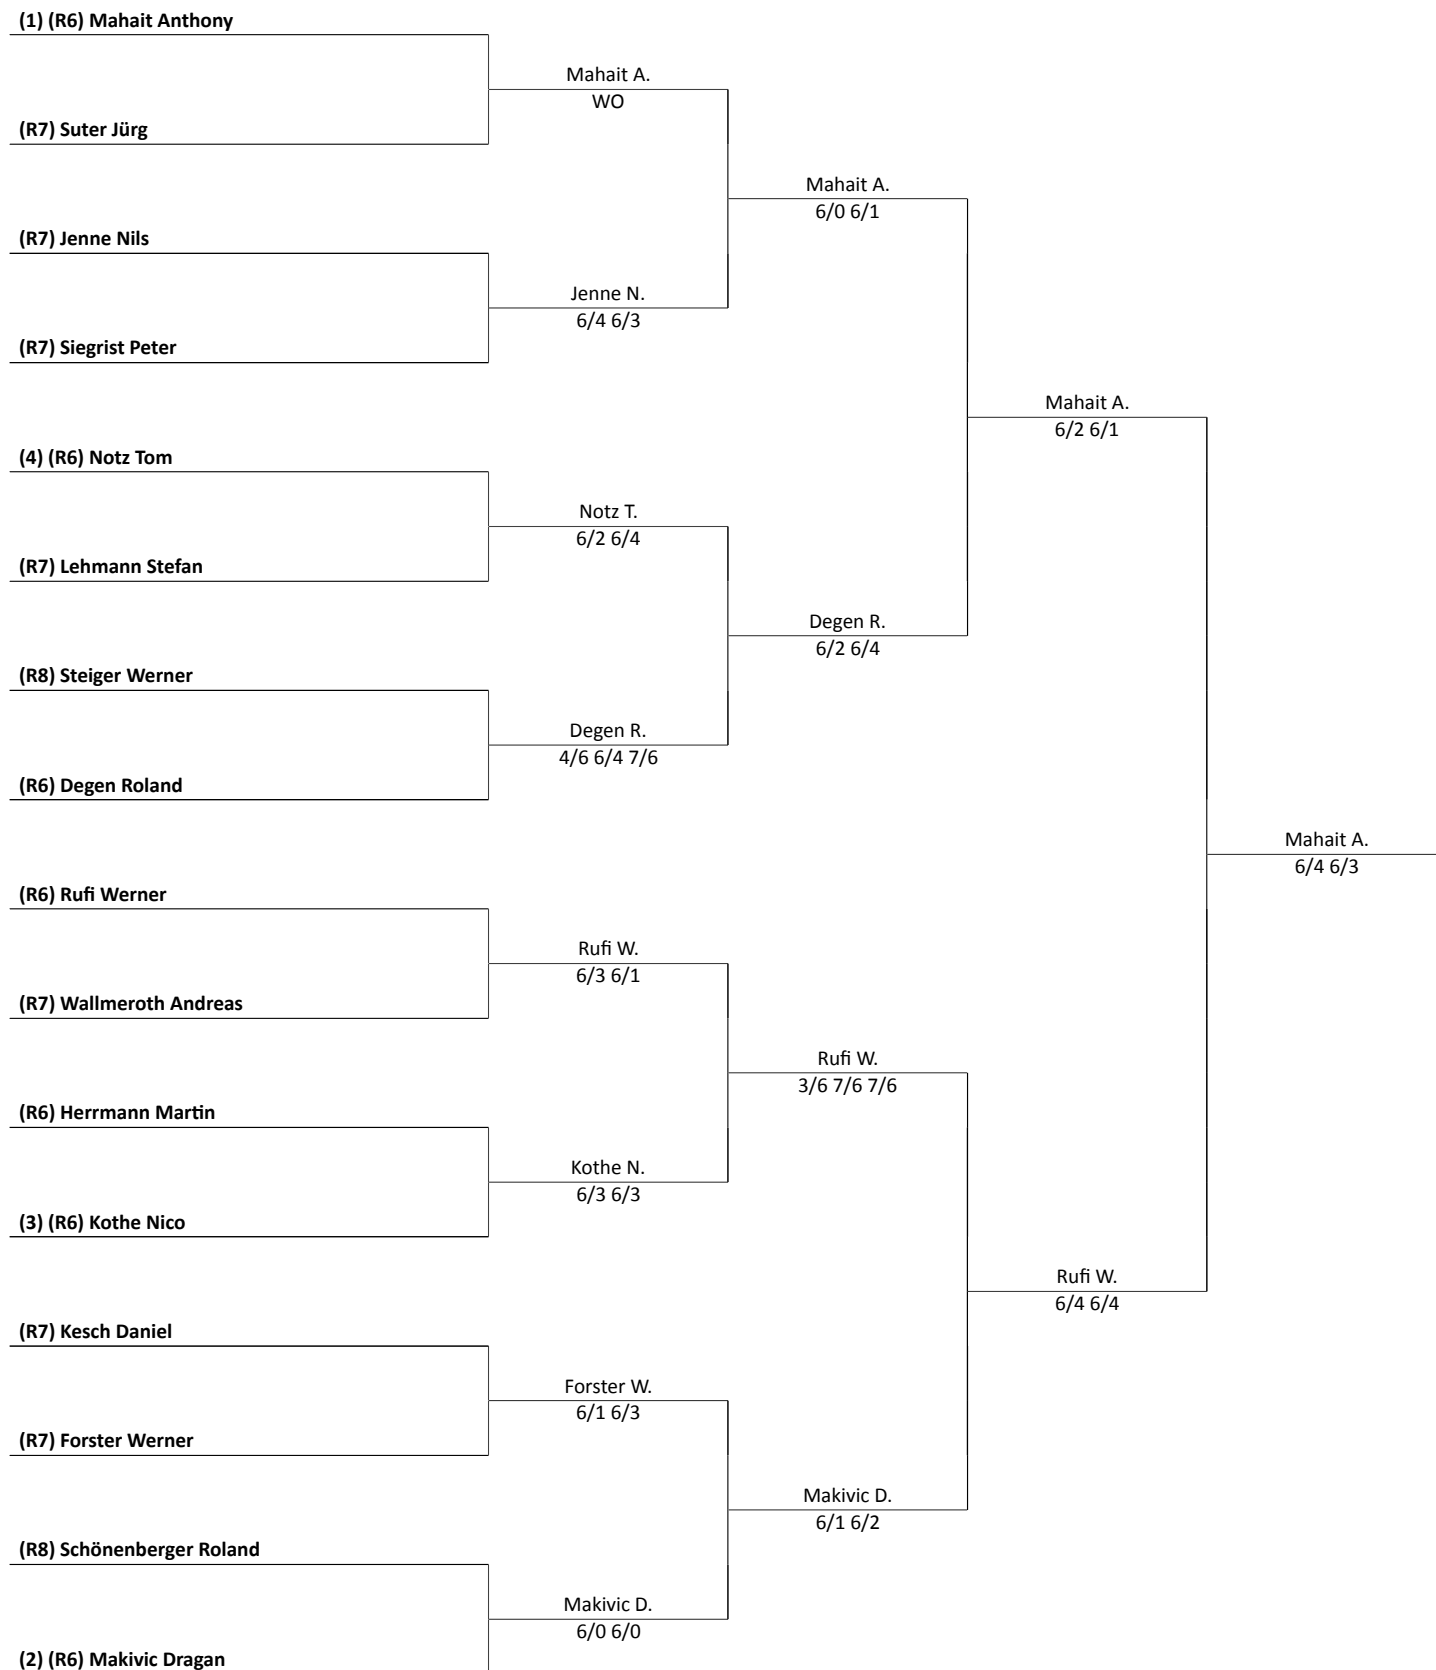 (1) (R6) Mahait Anthony
Mahait A.
WO
(R7) Suter Jürg
Mahait A.
6/0 6/1
(R7) Jenne Nils
Jenne N.
6/4 6/3
(R7) Siegrist Peter
Mahait A.
6/2 6/1
(4) (R6) Notz Tom
Notz T.
6/2 6/4
(R7) Lehmann Stefan
Degen R.
6/2 6/4
(R8) Steiger Werner
Degen R.
4/6 6/4 7/6
(R6) Degen Roland
Mahait A.
6/4 6/3
(R6) Rufi Werner
Rufi W.
6/3 6/1
(R7) Wallmeroth Andreas
Rufi W.
3/6 7/6 7/6
(R6) Herrmann Martin
Kothe N.
6/3 6/3
(3) (R6) Kothe Nico
Rufi W.
6/4 6/4
(R7) Kesch Daniel
Forster W.
6/1 6/3
(R7) Forster Werner
Makivic D.
6/1 6/2
(R8) Schönenberger Roland
Makivic D.
6/0 6/0
(2) (R6) Makivic Dragan